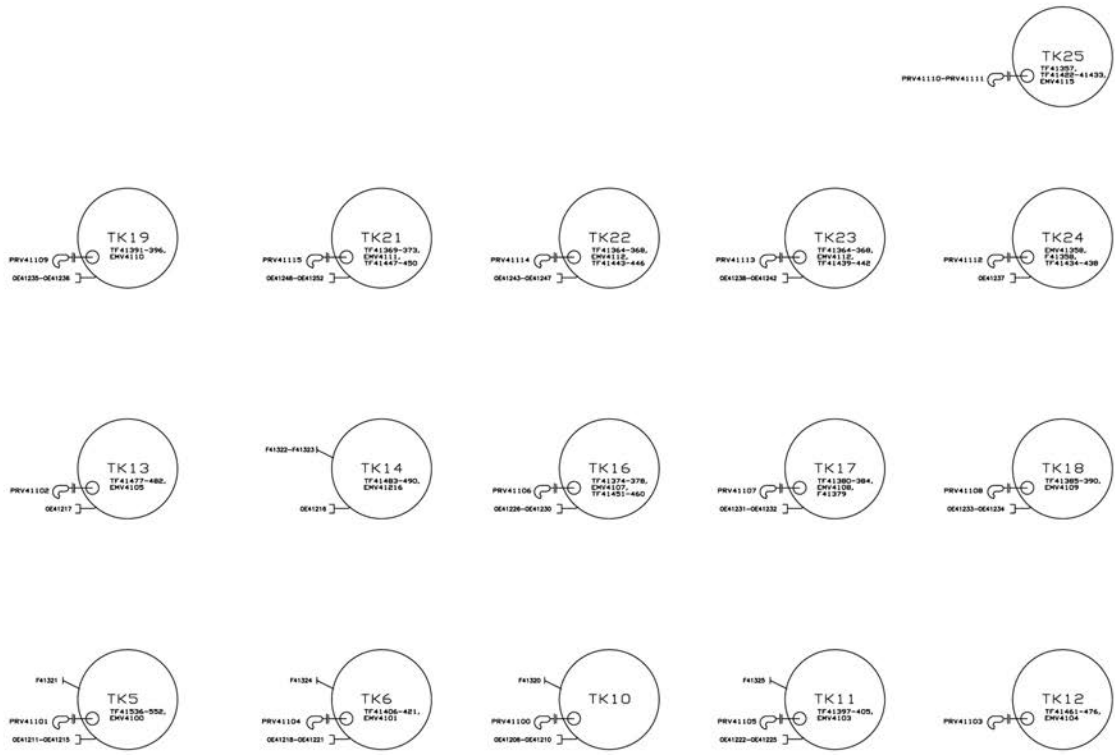 TK25
TF41357,
TF41422-41433,
EMV4115
PRV41110-PRV41111
TK19
TF41391-396,
EMV4110
PRV41109
OE41235-OE41236
TK21
TF41369-373,
EMV4111,
TF41447-450
PRV41115
OE41248-OE41252
TK22
TF41364-368,
EMV4112,
TF41443-446
PRV41114
OE41243-OE41247
TK23
TF41364-368,
EMV4112,
TF41439-442
PRV41113
OE41238-OE41242
TK24
EMV41358,
F41358,
TF41434-438
PRV41112
OE41237
TK13
TF41477-482,
EMV4105
PRV41102
OE41217
F41322-F41323
TK14
TF41483-490,
EMV41216
OE41216
TK16
TF41374-378,
EMV4107,
TF41451-460
PRV41106
OE41226-OE41230
TK17
TF41380-384,
EMV4108,
F41379
PRV41107
OE41231-OE41232
TK18
TF41385-390,
EMV4109
PRV41108
OE41233-OE41234
F41321
TK5
TF41536-552,
EMV4100
PRV41101
OE41211-OE41215
F41324
TK6
TF41406-421,
EMV4101
PRV41104
OE41218-OE41221
F41320
TK10
PRV41100
OE41206-OE41210
F41325
TK11
TF41397-405,
EMV4103
PRV41105
OE41222-OE41225
TK12
TF41461-476,
EMV4104
PRV41103